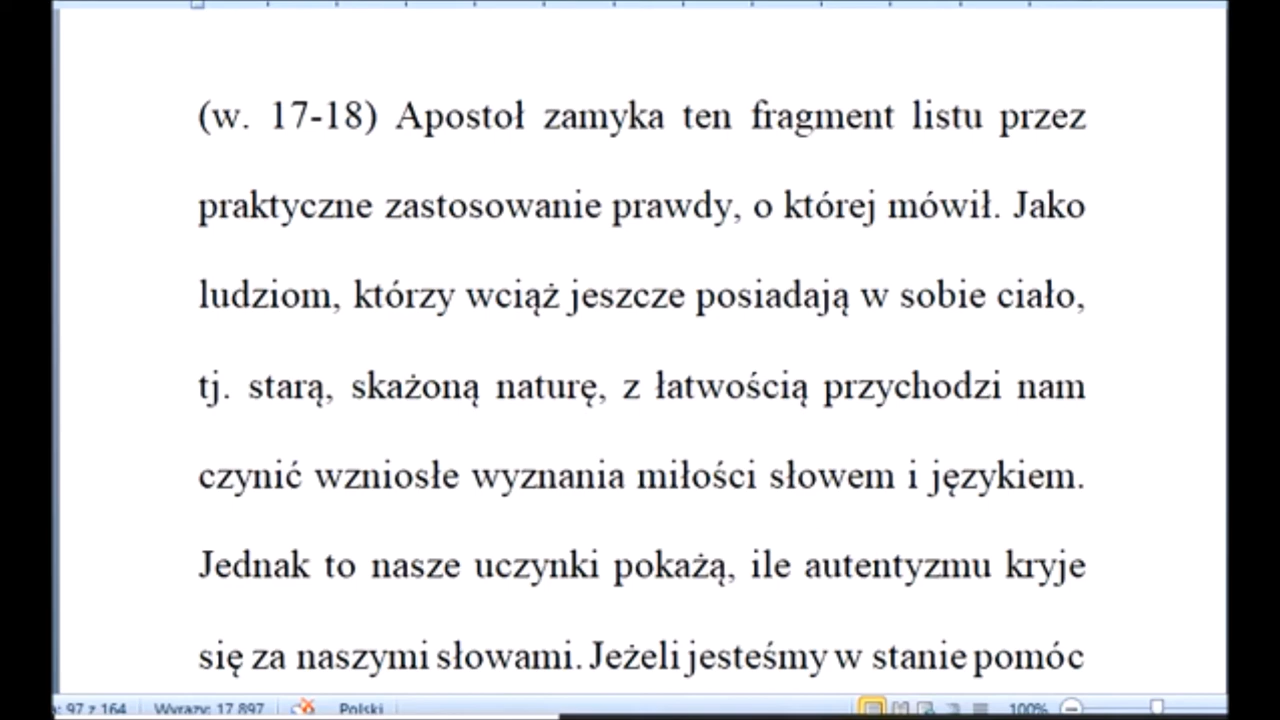 (w. 17-18) Apostoł zamyka ten fragment listu przez
praktyczne zastosowanie prawdy, o której mówił. Jako
ludziom, którzy wciąż jeszcze posiadają w sobie ciało,
tj. starą, skażoną naturę, z łatwością przychodzi nam
czynić wzniosłe wyznania miłości słowem i językiem.
Jednak to nasze uczynki pokażą, ile autentyzmu kryje
się za naszymi słowami. Jeżeli jesteśmy w stanie pomóc
: 97 z 164 Wyrazy: 17 897 Polski 100%